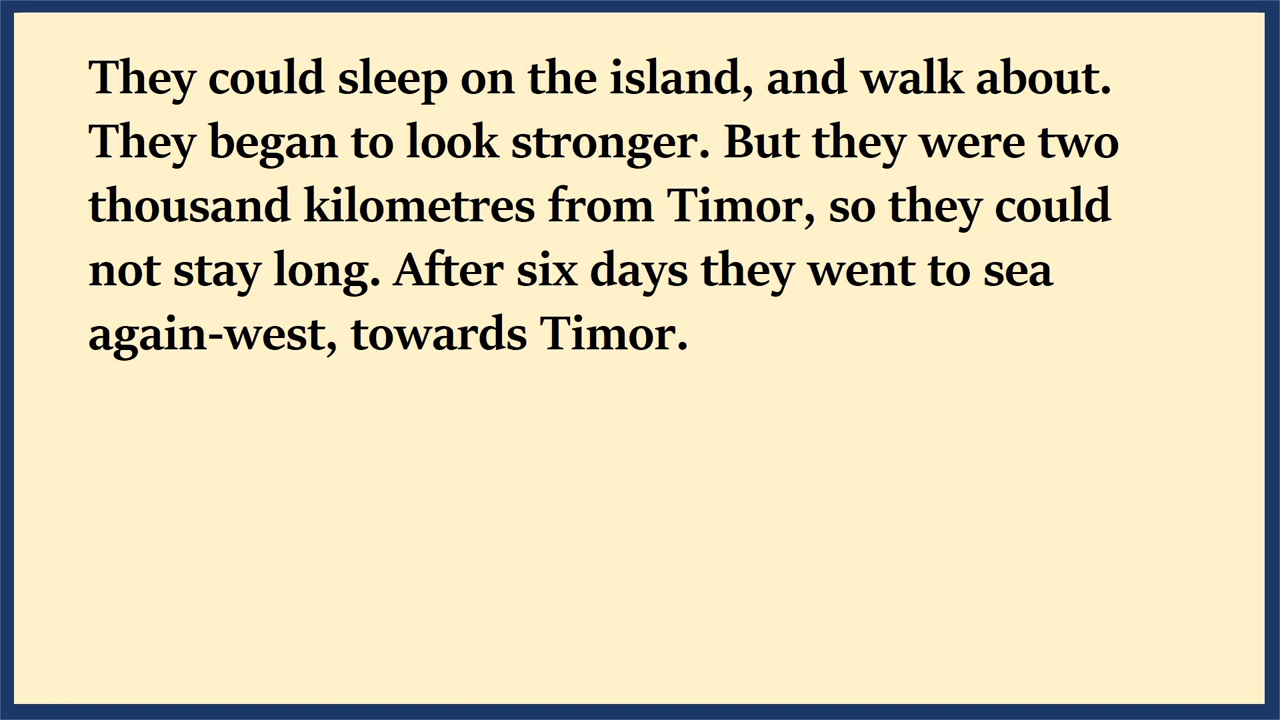 They could sleep on the island, and walk about.
They began to look stronger. But they were two
thousand kilometres from Timor, so they could
not stay long. After six days they went to sea
again-west, towards Timor.